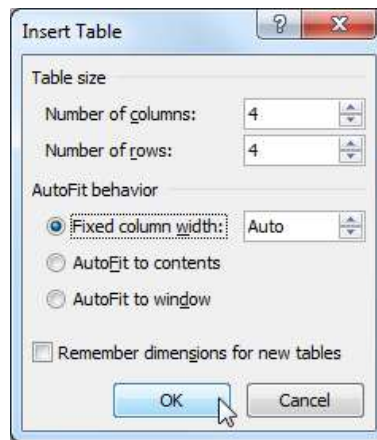 Insert Table
Table size
Number of columns: 4
Number of rows: 4
AutoFit behavior
Fixed column width: Auto
AutoFit to contents
AutoFit to window
Remember dimensions for new tables
OK Cancel